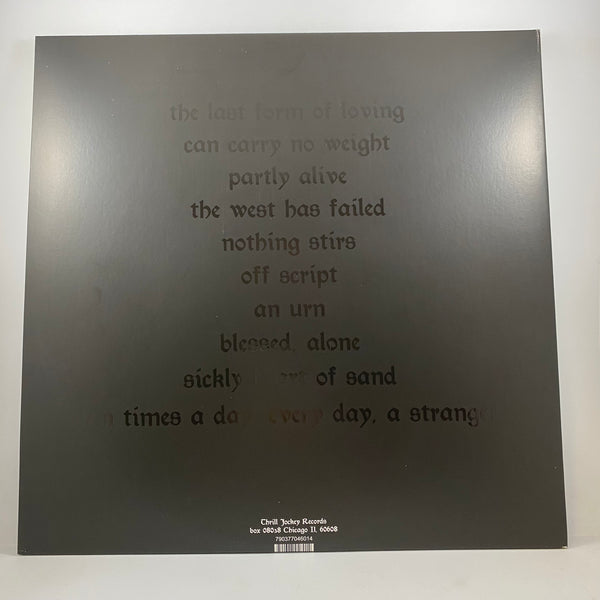 the last form of loving
can carry no weight
partly alive
the west has failed
nothing stirs
off script
an urn
blessed, alone
sickly heart of sand
times a day, every day, a stranger
Thrill Jockey Records
box 08038 Chicago Il. 60608
790377046014